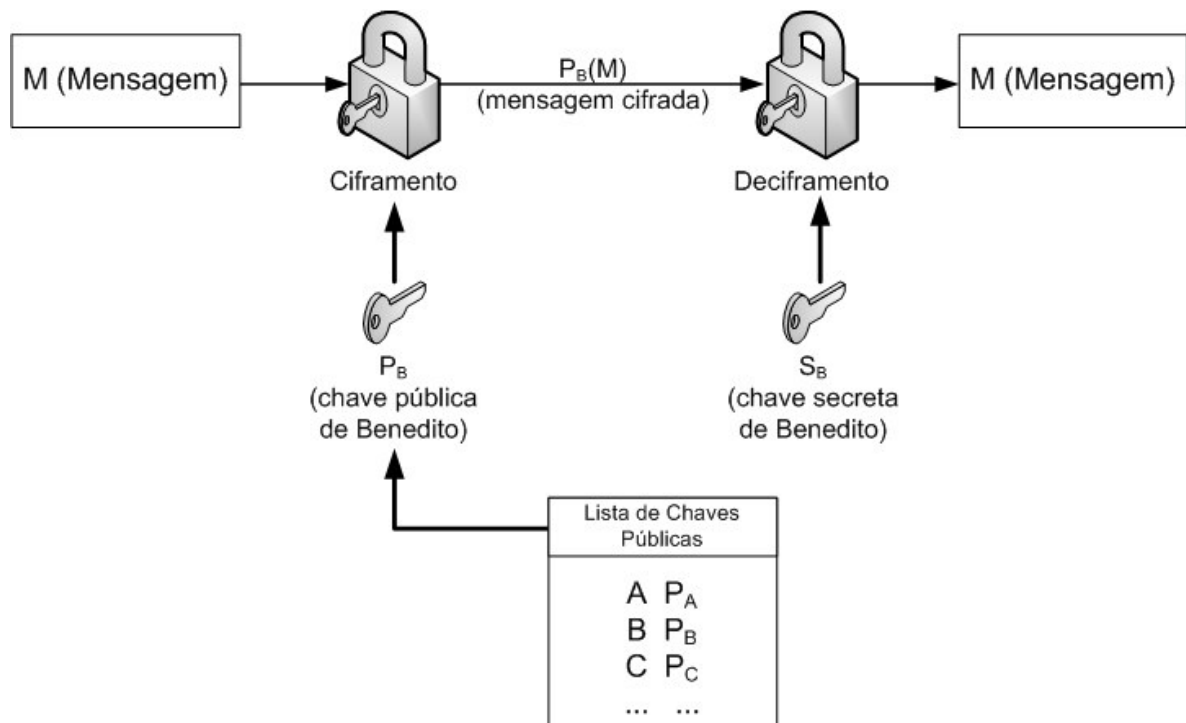 M (Mensagem)
P_B(M)
(mensagem cifrada)
M (Mensagem)
Ciframento
Deciframento
P_B
(chave pública
de Benedito)
S_B
(chave secreta
de Benedito)
Lista de Chaves
Públicas
A P_A
B P_B
C P_C
... ...